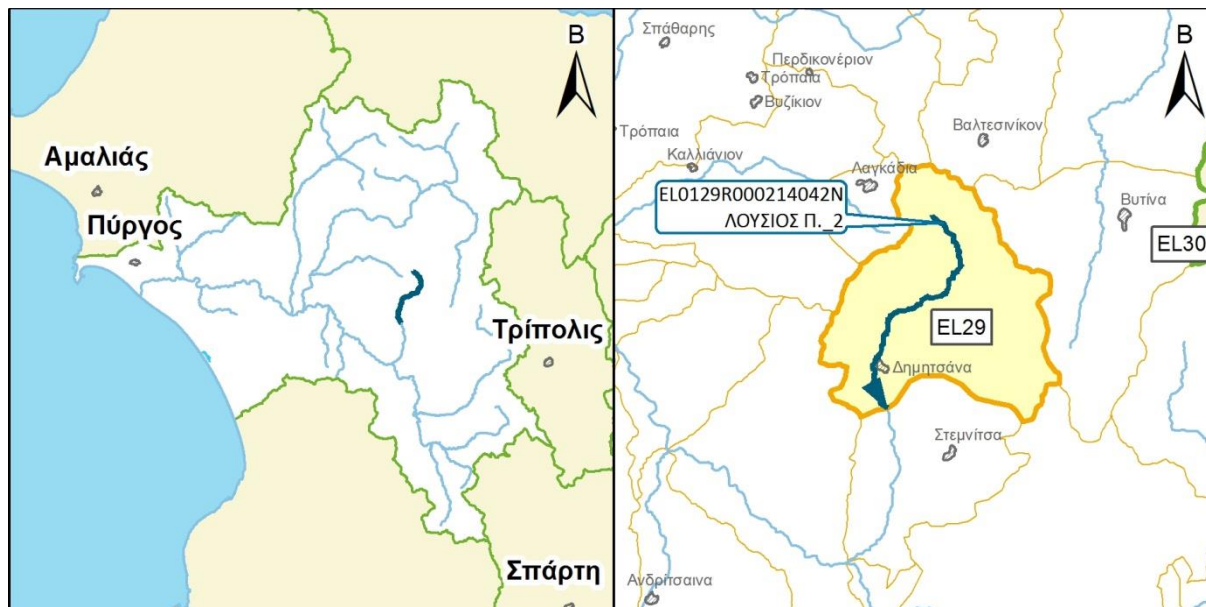 Β
Αμαλιάς
Πύργος
Τρίπολις
Σπάρτη
Β
Σπάθαρης
Περδικονέριον
Τρόπαια
Βυζίκιον
Τρόπαια
Βαλτεσινίκον
Καλλιάνιον
Λαγκάδια
EL0129R000214042N
ΛΟΥΣΙΟΣ Π._2
Βυτίνα
EL30
EL29
Δημητσάνα
Στεμνίτσα
Ανδρίτσαινα